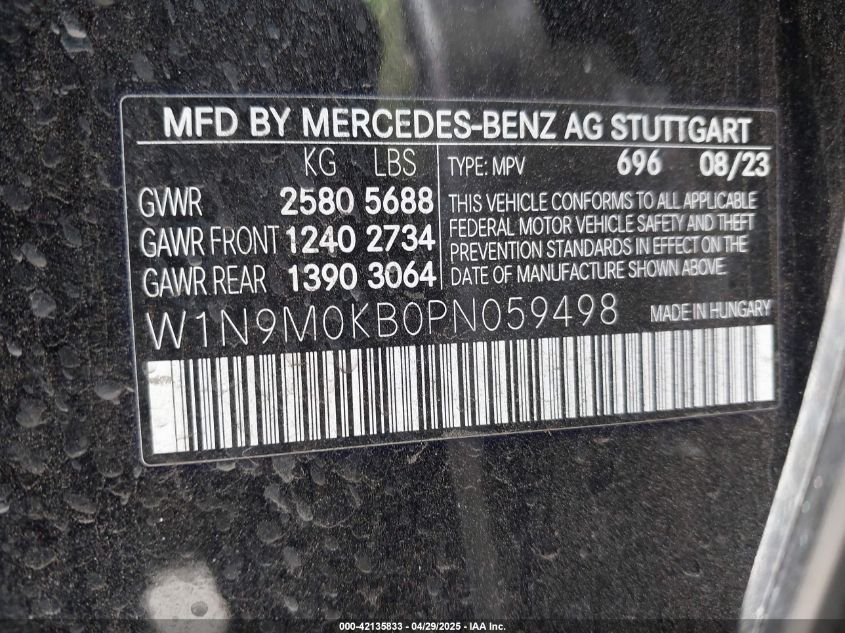 MFD BY MERCEDES-BENZ AG STUTTGART
KG LBS
GVWR 2580 5688
GAWR FRONT 1240 2734
GAWR REAR 1390 3064
TYPE: MPV 696 08/23
THIS VEHICLE CONFORMS TO ALL APPLICABLE
FEDERAL MOTOR VEHICLE SAFETY AND THEFT
PREVENTION STANDARDS IN EFFECT ON THE
DATE OF MANUFACTURE SHOWN ABOVE.
W1N9M0KB0PN059498 MADE IN HUNGARY
000-42135833 - 04/29/2025 - IAA Inc.